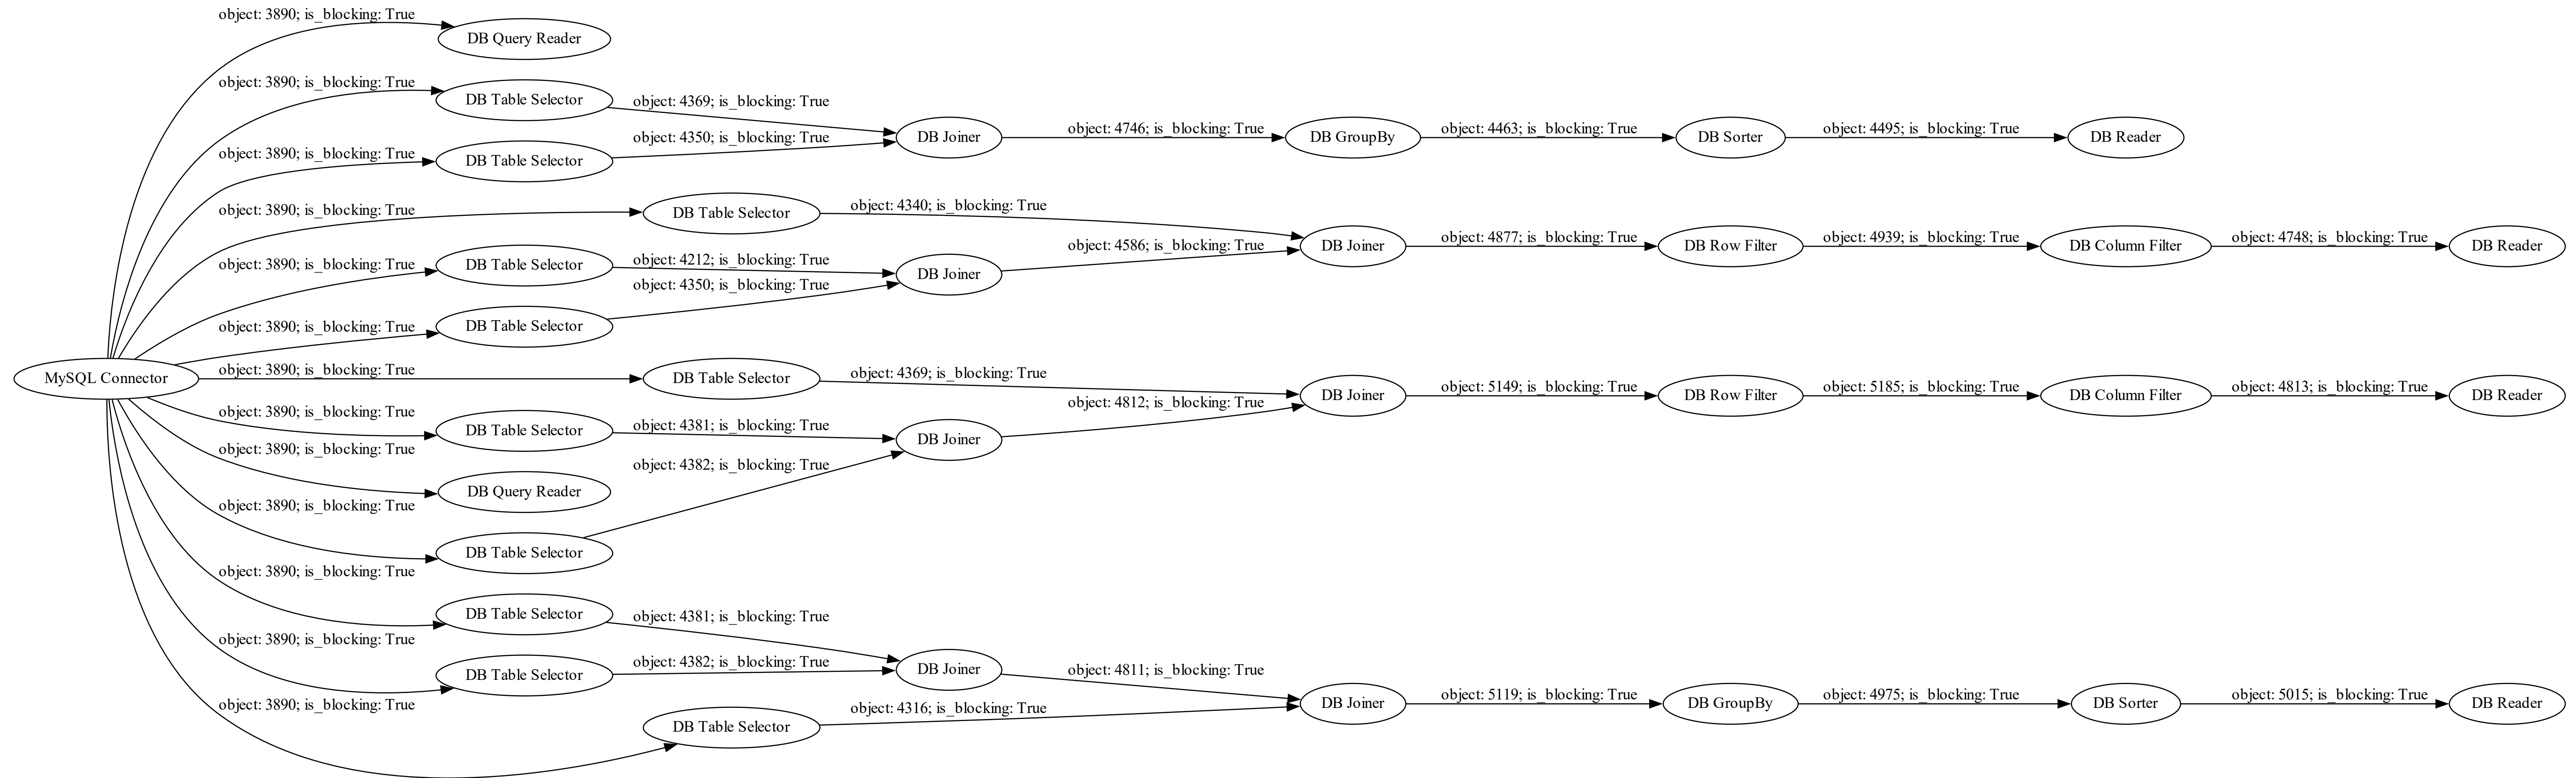 object: 3890; is_blocking: True
DB Query Reader
object: 3890; is_blocking: True
DB Table Selector
object: 4369; is_blocking: True
object: 3890; is_blocking: True
DB Table Selector
object: 4350; is_blocking: True
DB Joiner
object: 4746; is_blocking: True
DB GroupBy
object: 4463; is_blocking: True
DB Sorter
object: 4495; is_blocking: True
DB Reader
object: 3890; is_blocking: True
DB Table Selector
object: 4340; is_blocking: True
object: 3890; is_blocking: True
DB Table Selector
object: 4212; is_blocking: True
DB Joiner
object: 4586; is_blocking: True
DB Joiner
object: 4877; is_blocking: True
DB Row Filter
object: 4939; is_blocking: True
DB Column Filter
object: 4748; is_blocking: True
DB Reader
object: 3890; is_blocking: True
DB Table Selector
object: 4350; is_blocking: True
MySQL Connector
object: 3890; is_blocking: True
DB Table Selector
object: 4369; is_blocking: True
DB Joiner
object: 5149; is_blocking: True
DB Row Filter
object: 5185; is_blocking: True
DB Column Filter
object: 4813; is_blocking: True
DB Reader
object: 3890; is_blocking: True
DB Table Selector
object: 4381; is_blocking: True
DB Joiner
object: 4812; is_blocking: True
object: 3890; is_blocking: True
DB Query Reader
object: 4382; is_blocking: True
object: 3890; is_blocking: True
DB Table Selector
object: 3890; is_blocking: True
DB Table Selector
object: 4381; is_blocking: True
object: 3890; is_blocking: True
DB Table Selector
object: 4382; is_blocking: True
DB Joiner
object: 4811; is_blocking: True
object: 3890; is_blocking: True
DB Table Selector
object: 4316; is_blocking: True
DB Joiner
object: 5119; is_blocking: True
DB GroupBy
object: 4975; is_blocking: True
DB Sorter
object: 5015; is_blocking: True
DB Reader